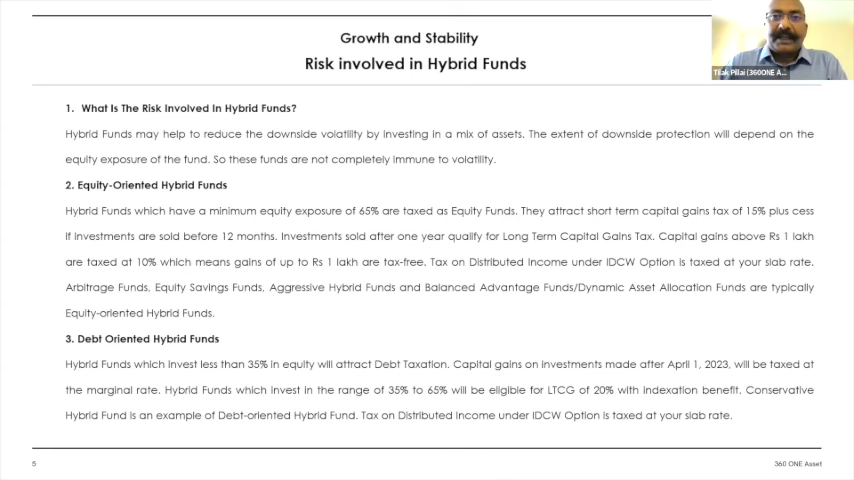 Growth and Stability
Risk involved in Hybrid Funds
Tilak Pillai (360ONE A...
1. What Is The Risk Involved In Hybrid Funds?
Hybrid Funds may help to reduce the downside volatility by investing in a mix of assets. The extent of downside protection will depend on the
equity exposure of the fund. So these funds are not completely immune to volatility.
2. Equity-Oriented Hybrid Funds
Hybrid Funds which have a minimum equity exposure of 65% are taxed as Equity Funds. They attract short term capital gains tax of 15% plus cess
if investments are sold before 12 months. Investments sold after one year qualify for Long Term Capital Gains Tax. Capital gains above Rs 1 lakh
are taxed at 10% which means gains of up to Rs 1 lakh are tax-free. Tax on Distributed Income under IDCW Option is taxed at your slab rate.
Arbitrage Funds, Equity Savings Funds, Aggressive Hybrid Funds and Balanced Advantage Funds/Dynamic Asset Allocation Funds are typically
Equity-oriented Hybrid Funds.
3. Debt Oriented Hybrid Funds
Hybrid Funds which invest less than 35% in equity will attract Debt Taxation. Capital gains on investments made after April 1, 2023, will be taxed at
the marginal rate. Hybrid Funds which invest in the range of 35% to 65% will be eligible for LTCG of 20% with indexation benefit. Conservative
Hybrid Fund is an example of Debt-oriented Hybrid Fund. Tax on Distributed Income under IDCW Option is taxed at your slab rate.
5
360 ONE Asset